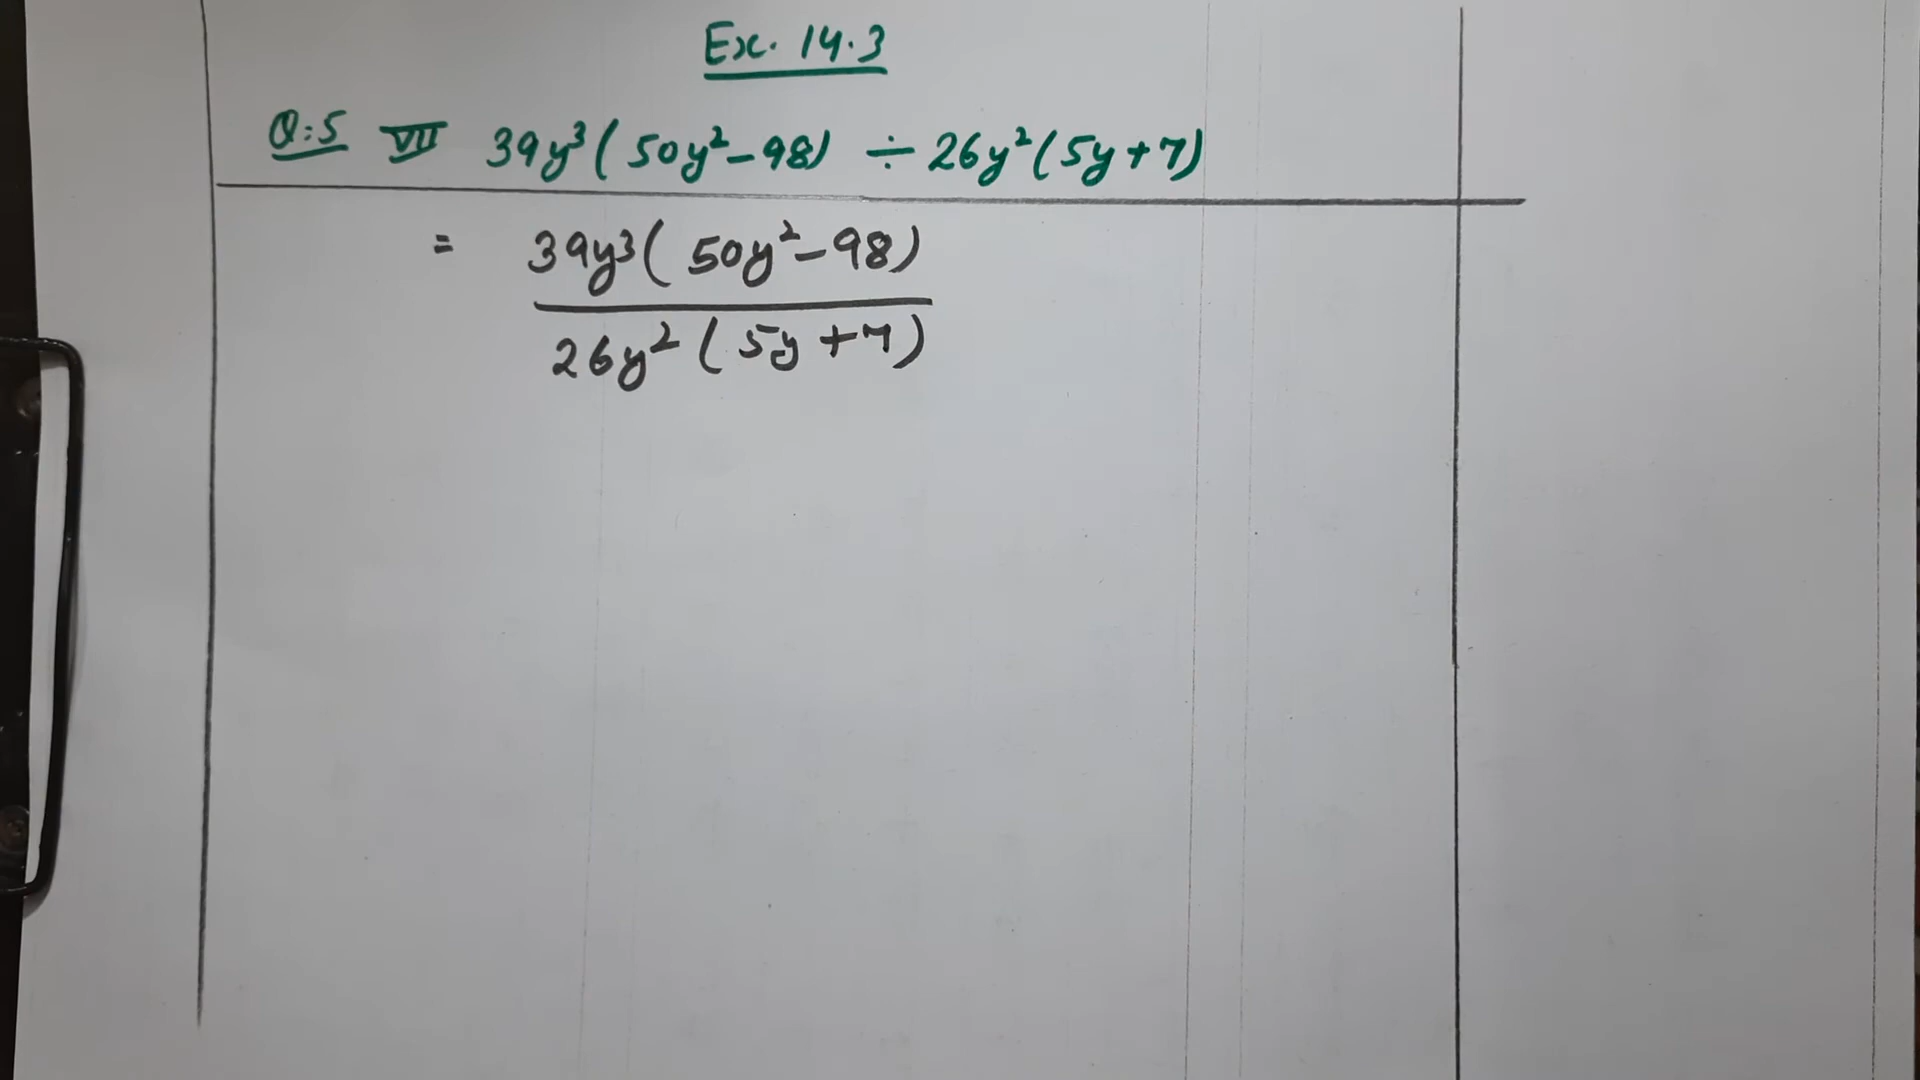 Ex. 14.3
Q:5 VII 39y³(50y²-98) ÷ 26y²(5y+7)
= 39y³(50y²-98)
26y²(5y+7)